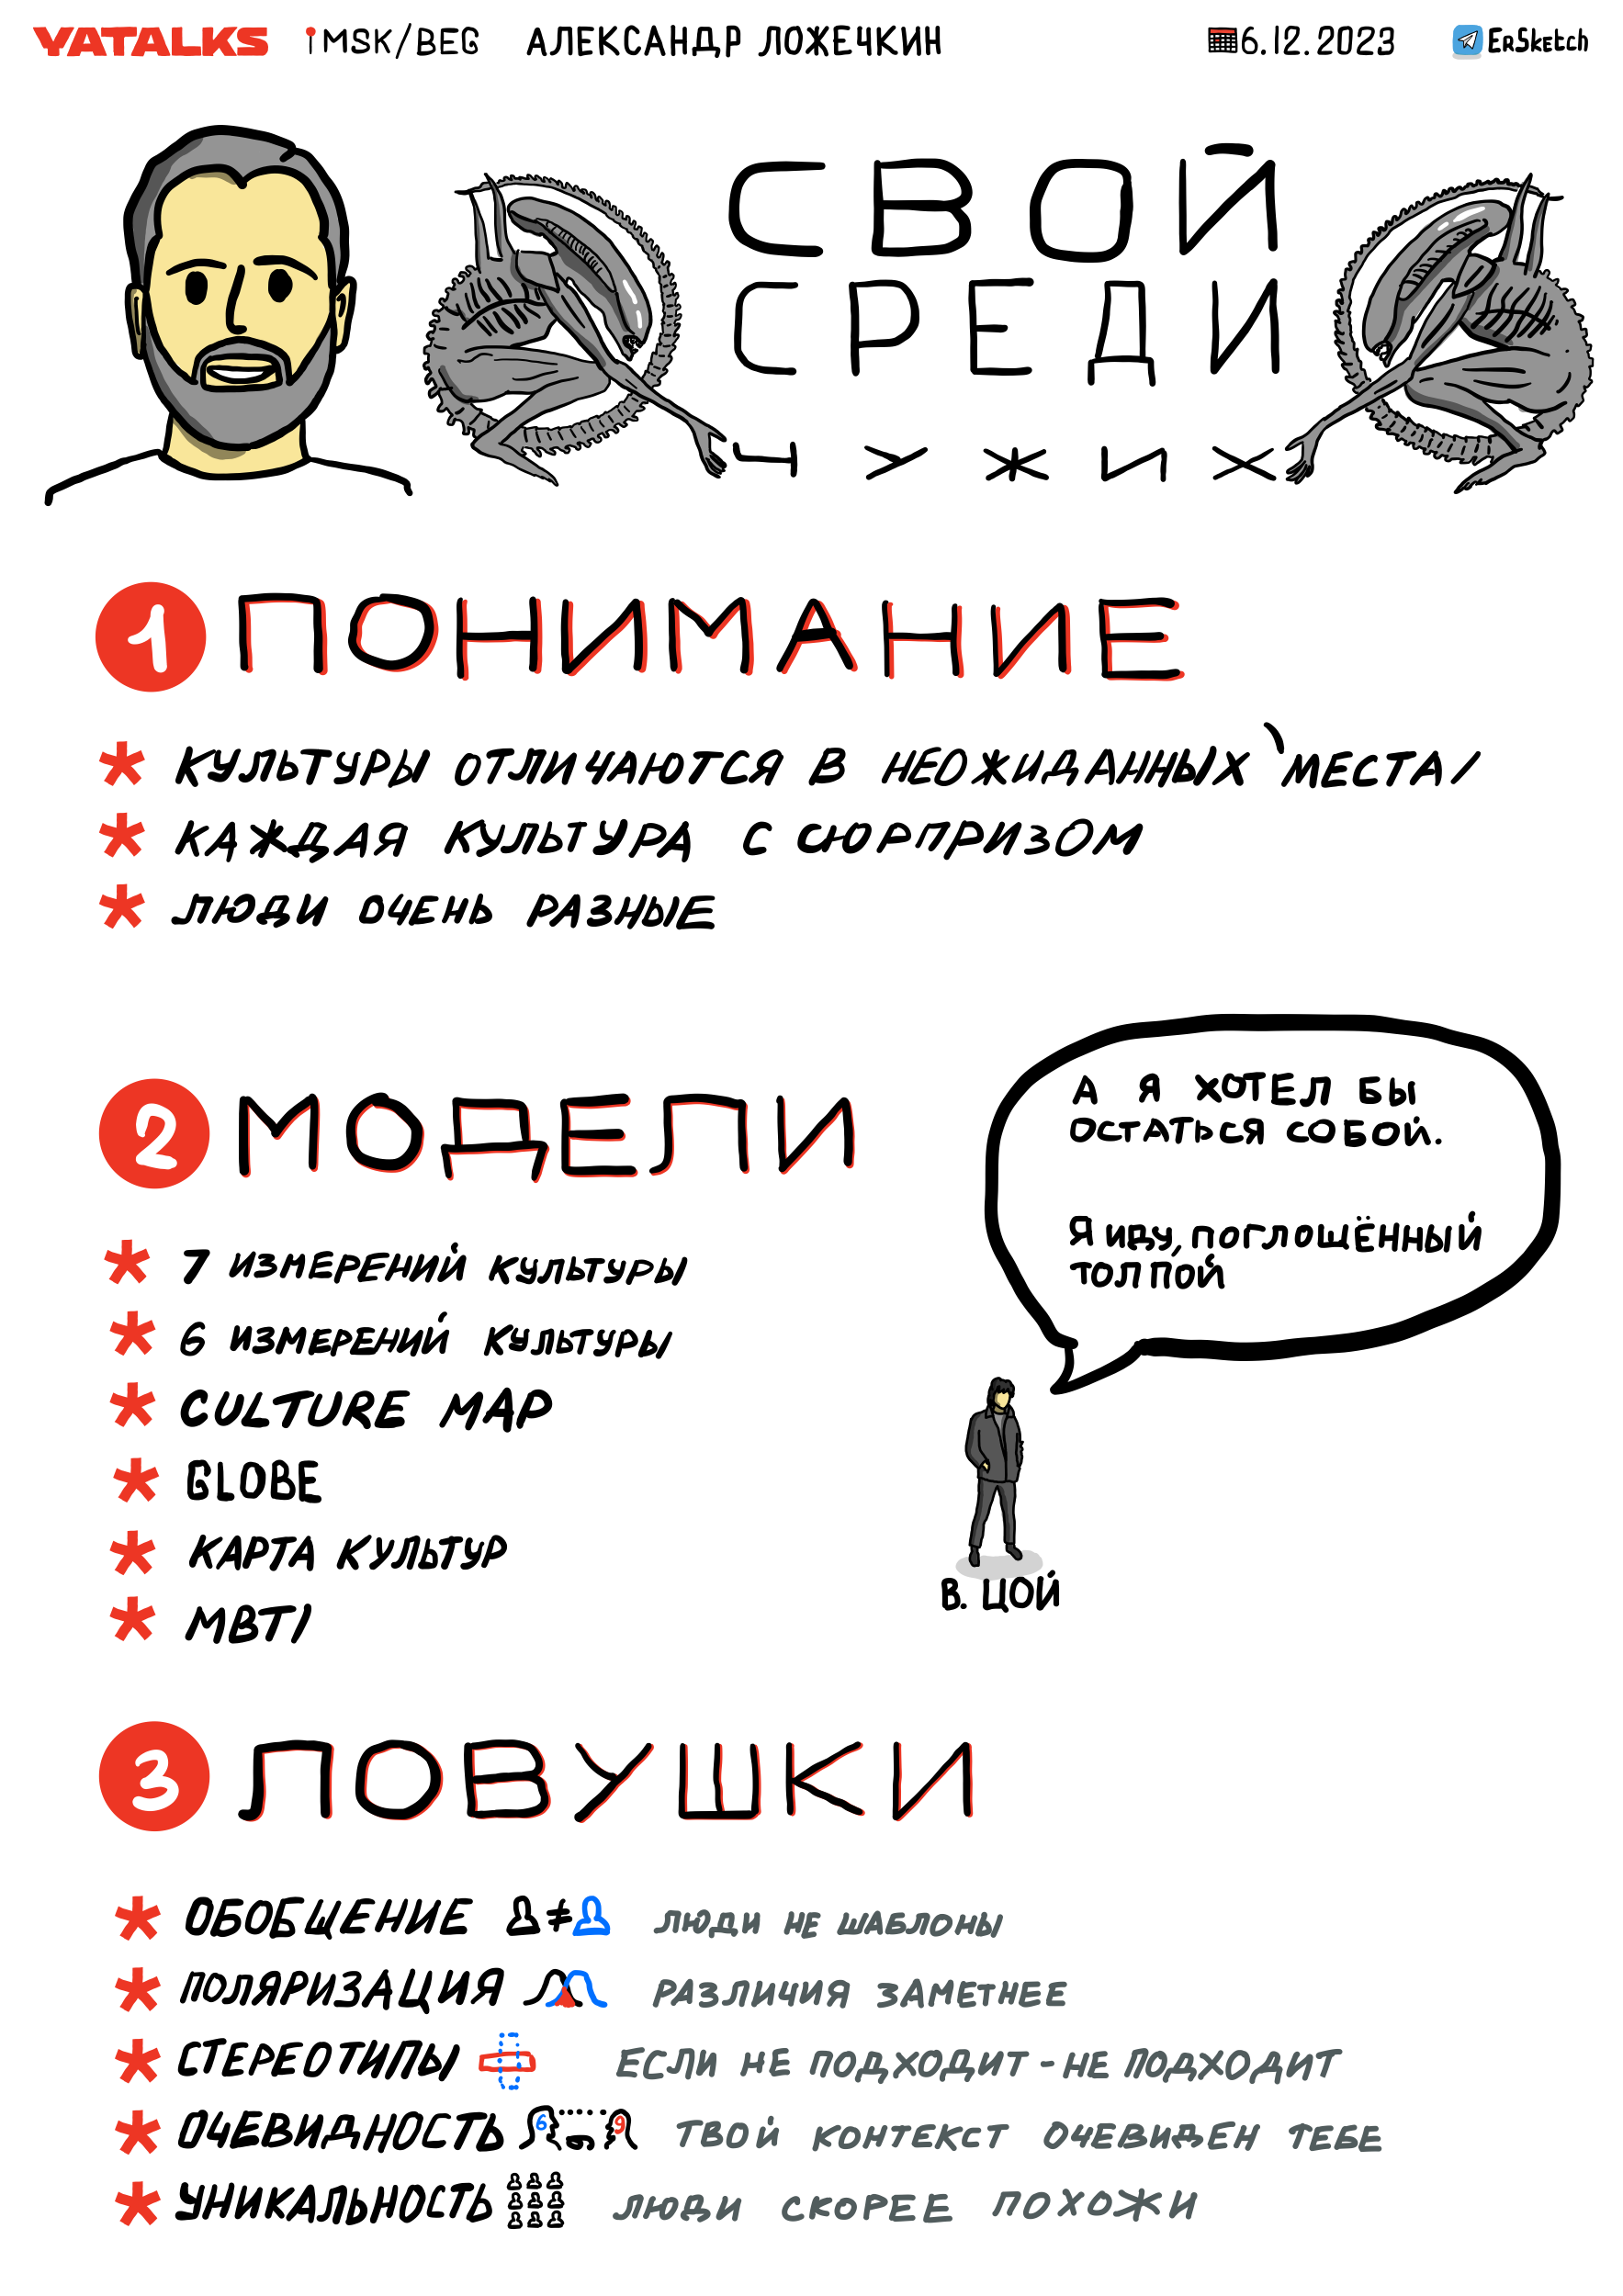 YATALKS MSK/BEG АЛЕКСАНДР ЛОЖЕЧКИН 6.12.2023 ERSKetch
СВОЙ
СРЕДИ
ЧУЖИХ
1 ПОНИМАНИЕ
* КУЛЬТУРЫ ОТЛИЧАЮТСЯ В НЕОЖИДАННЫХ МЕСТА
* КАЖДАЯ КУЛЬТУРА С СЮРПРИЗОМ
* ЛЮДИ ОЧЕНЬ РАЗНЫЕ
А Я ХОТЕЛ БЫ
ОСТАТЬСЯ СОБОЙ.
Я ИДУ, ПОГЛОЩЁННЫЙ
ТОЛПОЙ
В. ЦОЙ
2 МОДЕЛИ
* 7 ИЗМЕРЕНИЙ КУЛЬТУРЫ
* 6 ИЗМЕРЕНИЙ КУЛЬТУРЫ
* CULTURE MAP
* GLOBE
* КАРТА КУЛЬТУР
* MBTI
3 ЛОВУШКИ
* ОБОБЩЕНИЕ ≠ ЛЮДИ НЕ ШАБЛОНЫ
* ПОЛЯРИЗАЦИЯ РАЗЛИЧИЯ ЗАМЕТНЕЕ
* СТЕРЕОТИПЫ ЕСЛИ НЕ ПОДХОДИТ - НЕ ПОДХОДИТ
* ОЧЕВИДНОСТЬ 6 9 ТВОЙ КОНТЕКСТ ОЧЕВИДЕН ТЕБЕ
* УНИКАЛЬНОСТЬ ЛЮДИ СКОРЕЕ ПОХОЖИ